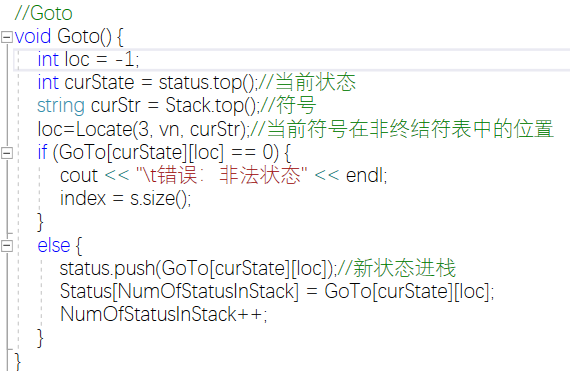 //Goto
void Goto() {
int loc = -1;
int curState = status.top();//当前状态
string curStr = Stack.top();//符号
loc=Locate(3, vn, curStr);//当前符号在非终结符表中的位置
if (GoTo[curState][loc] == 0) {
cout << "\t错误：非法状态" << endl;
index = s.size();
}
else {
status.push(GoTo[curState][loc]);//新状态进栈
Status[NumOfStatusInStack] = GoTo[curState][loc];
NumOfStatusInStack++;
}
}